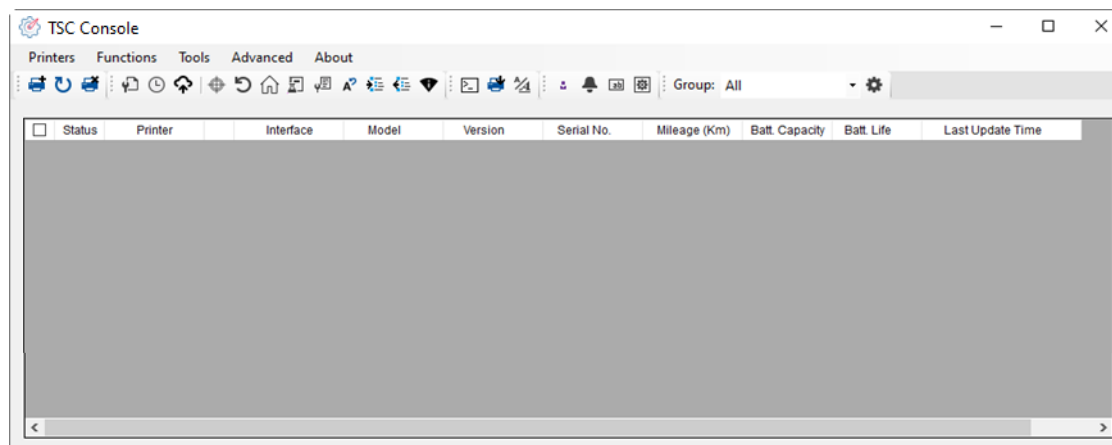 TSC Console
Printers Functions Tools Advanced About
Group: All
Status Printer Interface Model Version Serial No. Mileage (Km) Batt. Capacity Batt. Life Last Update Time